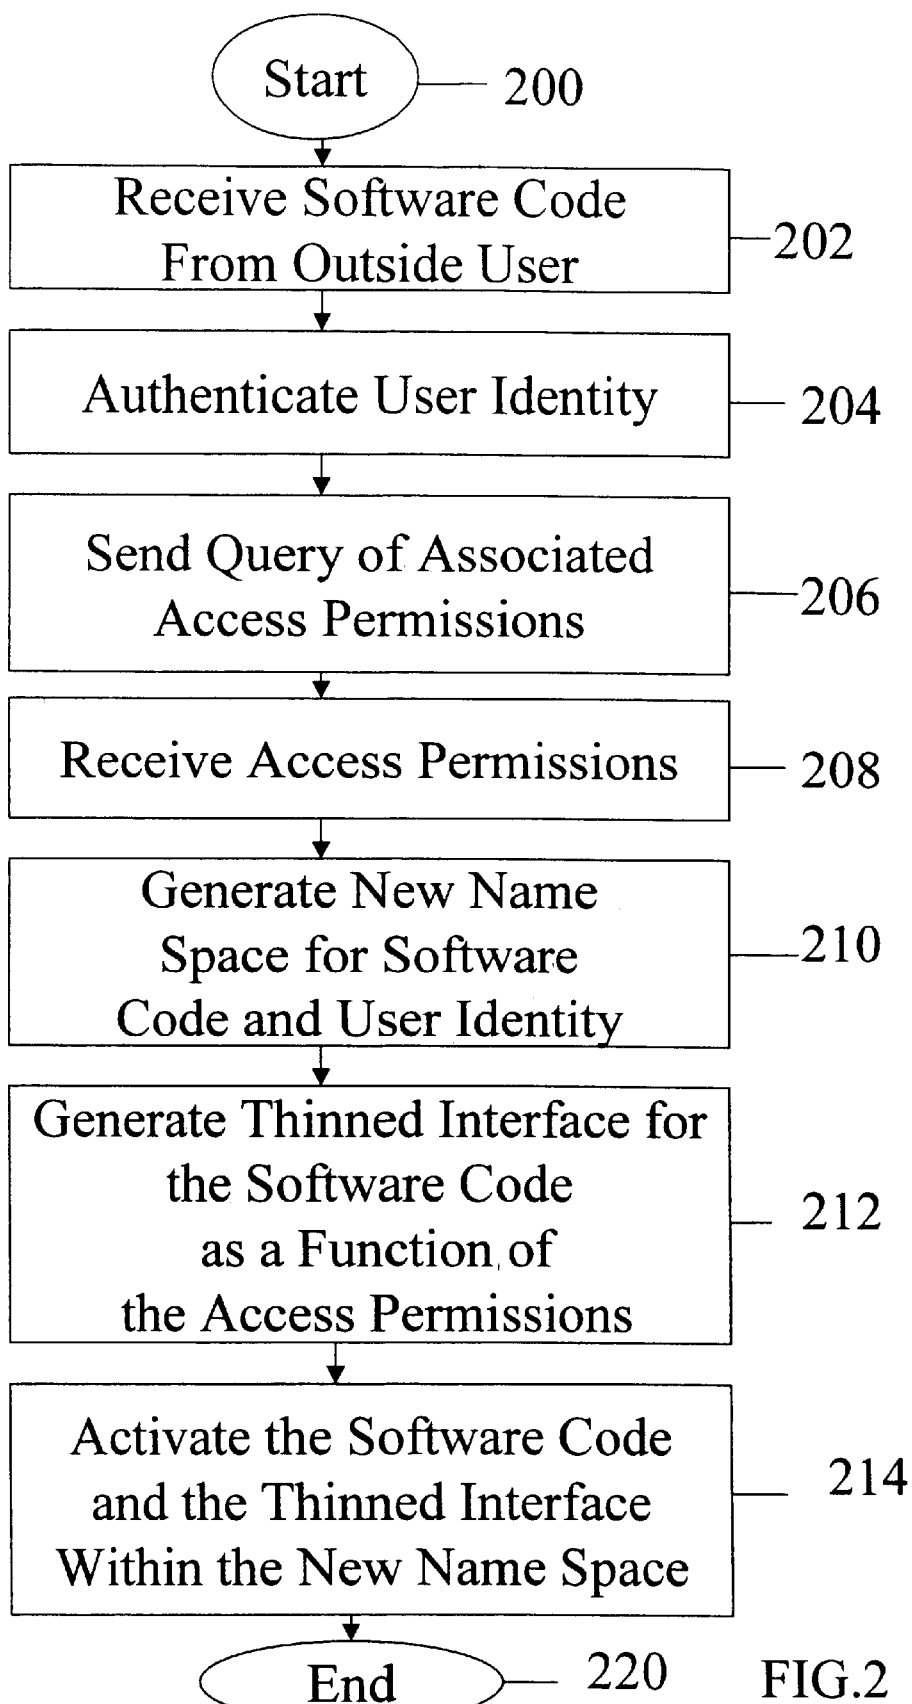 Start
200
Receive Software Code
From Outside User
202
Authenticate User Identity
204
Send Query of Associated
Access Permissions
206
Receive Access Permissions
208
Generate New Name
Space for Software
Code and User Identity
210
Generate Thinned Interface for
the Software Code
as a Function of
the Access Permissions
212
Activate the Software Code
and the Thinned Interface
Within the New Name Space
214
End
220
FIG.2